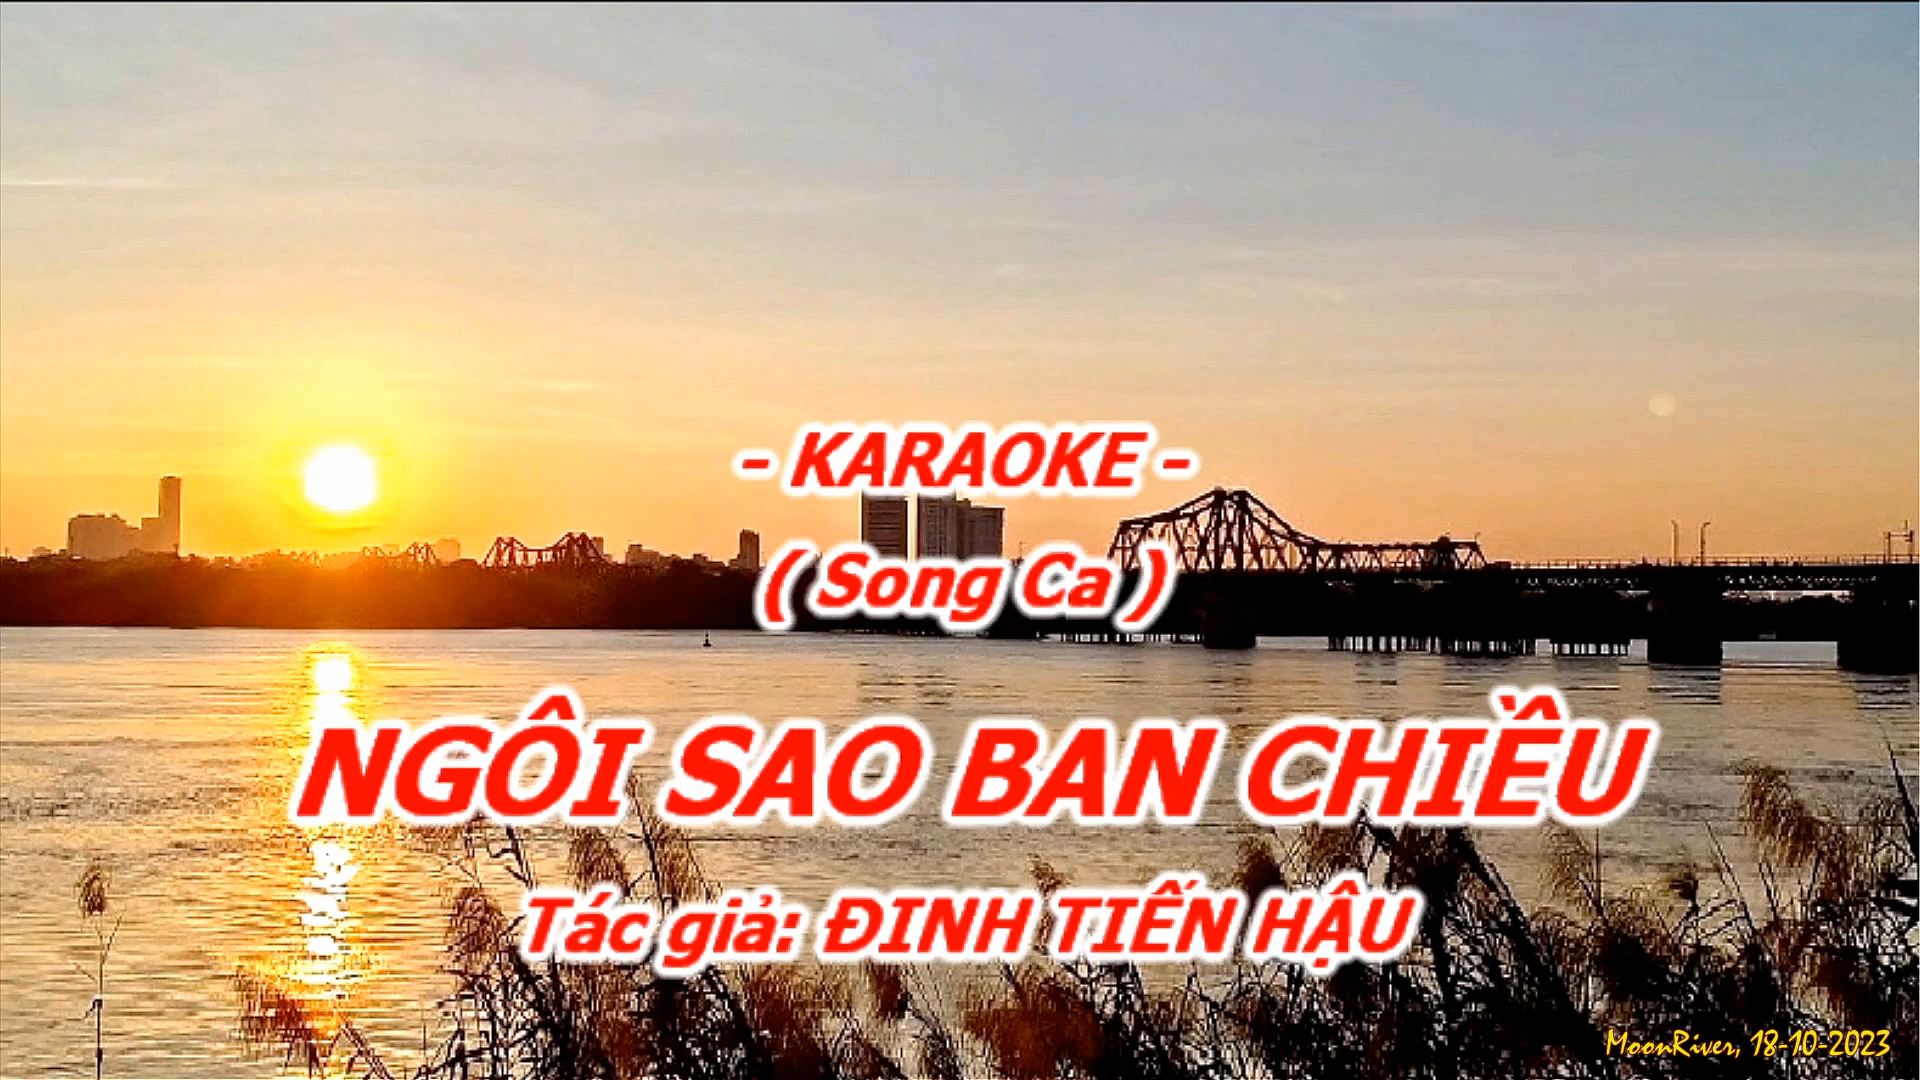 - KARAOKE -
( Song Ca )
NGÔI SAO BAN CHIỀU
Tác giả: ĐINH TIẾN HẬU
MoonRiver, 18-10-2023